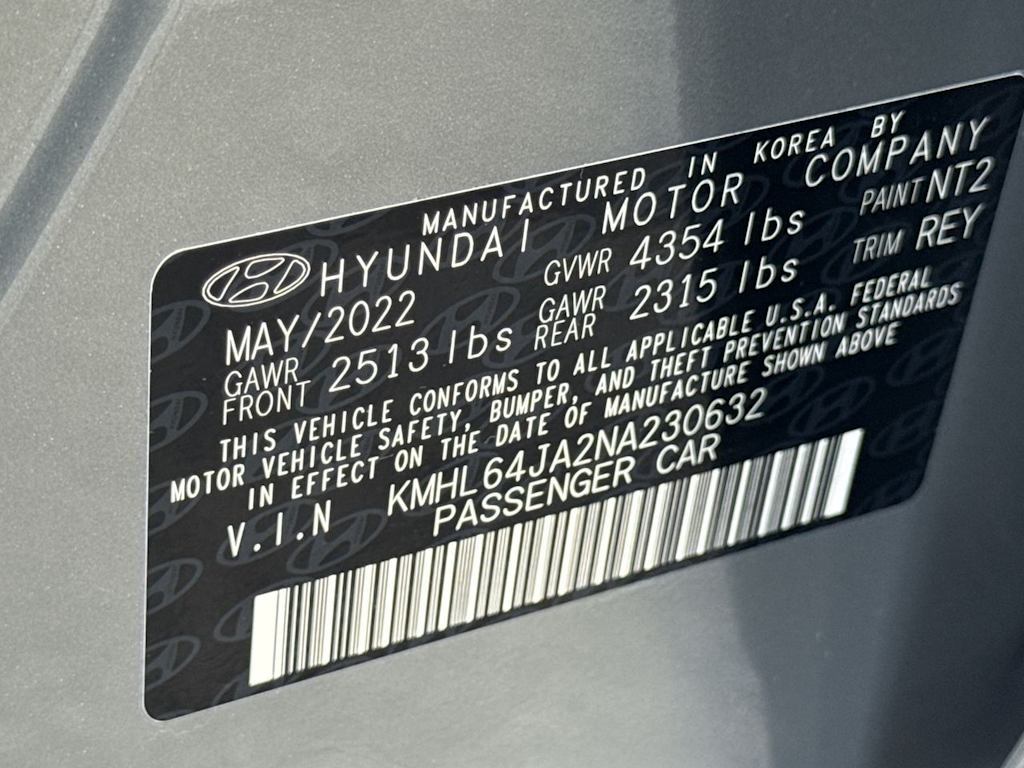 MANUFACTURED IN KOREA BY
HYUNDAI MOTOR COMPANY
MAY/2022 GVWR 4354 lbs PAINT NT2
GAWR FRONT 2513 lbs GAWR REAR 2315 lbs TRIM REY
THIS VEHICLE CONFORMS TO ALL APPLICABLE U.S.A. FEDERAL
MOTOR VEHICLE SAFETY, BUMPER, AND THEFT PREVENTION STANDARDS
IN EFFECT ON THE DATE OF MANUFACTURE SHOWN ABOVE
V.I.N KMHL64JA2NA230632
PASSENGER CAR